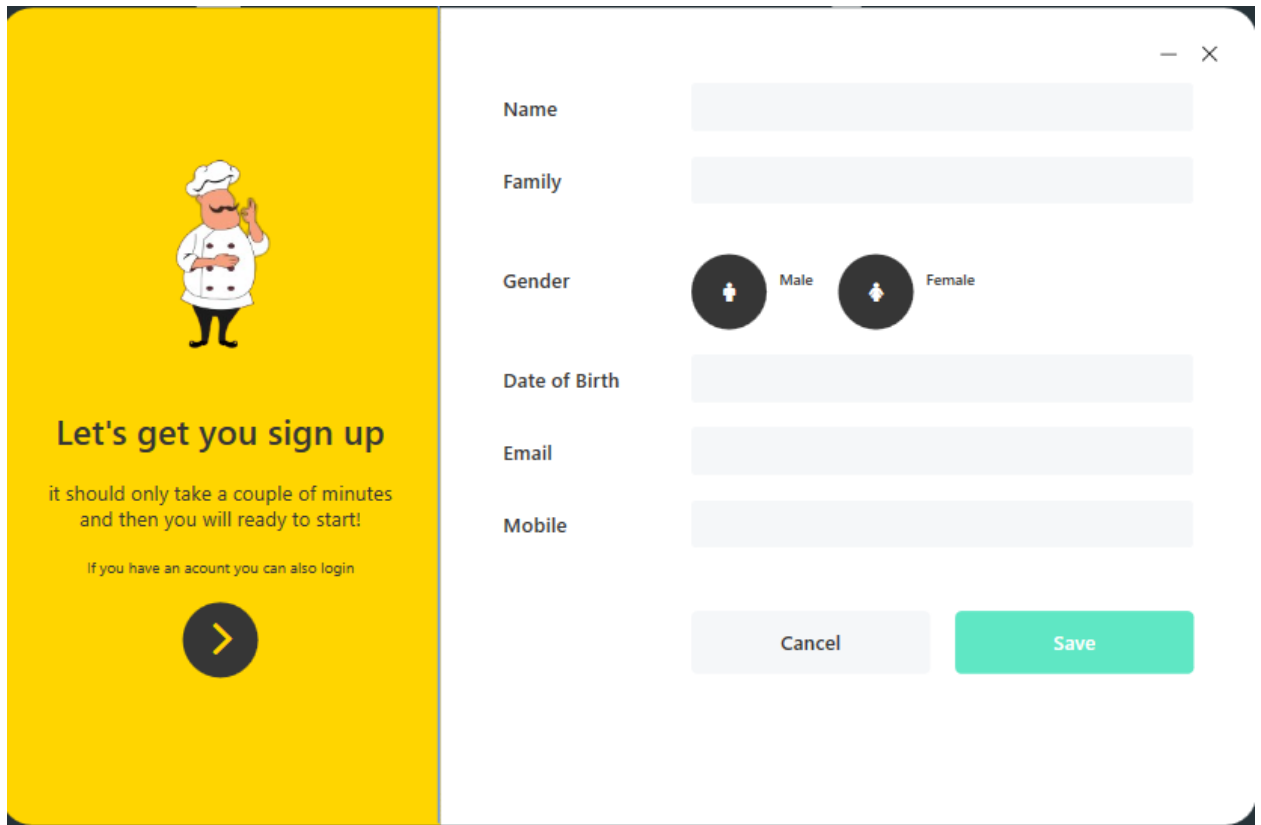 Let's get you sign up
it should only take a couple of minutes
and then you will ready to start!
If you have an acount you can also login
Name
Family
Gender
Male
Female
Date of Birth
Email
Mobile
Cancel
Save